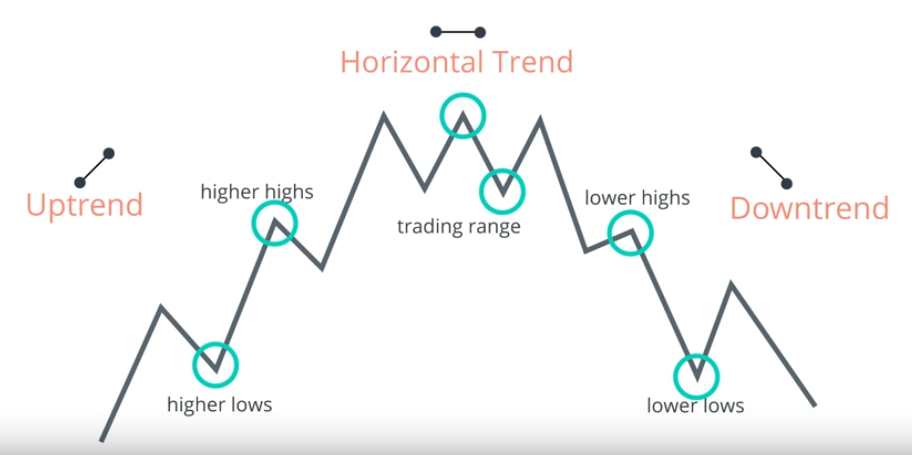 Horizontal Trend
Uptrend
higher highs
trading range
lower highs
Downtrend
higher lows
lower lows